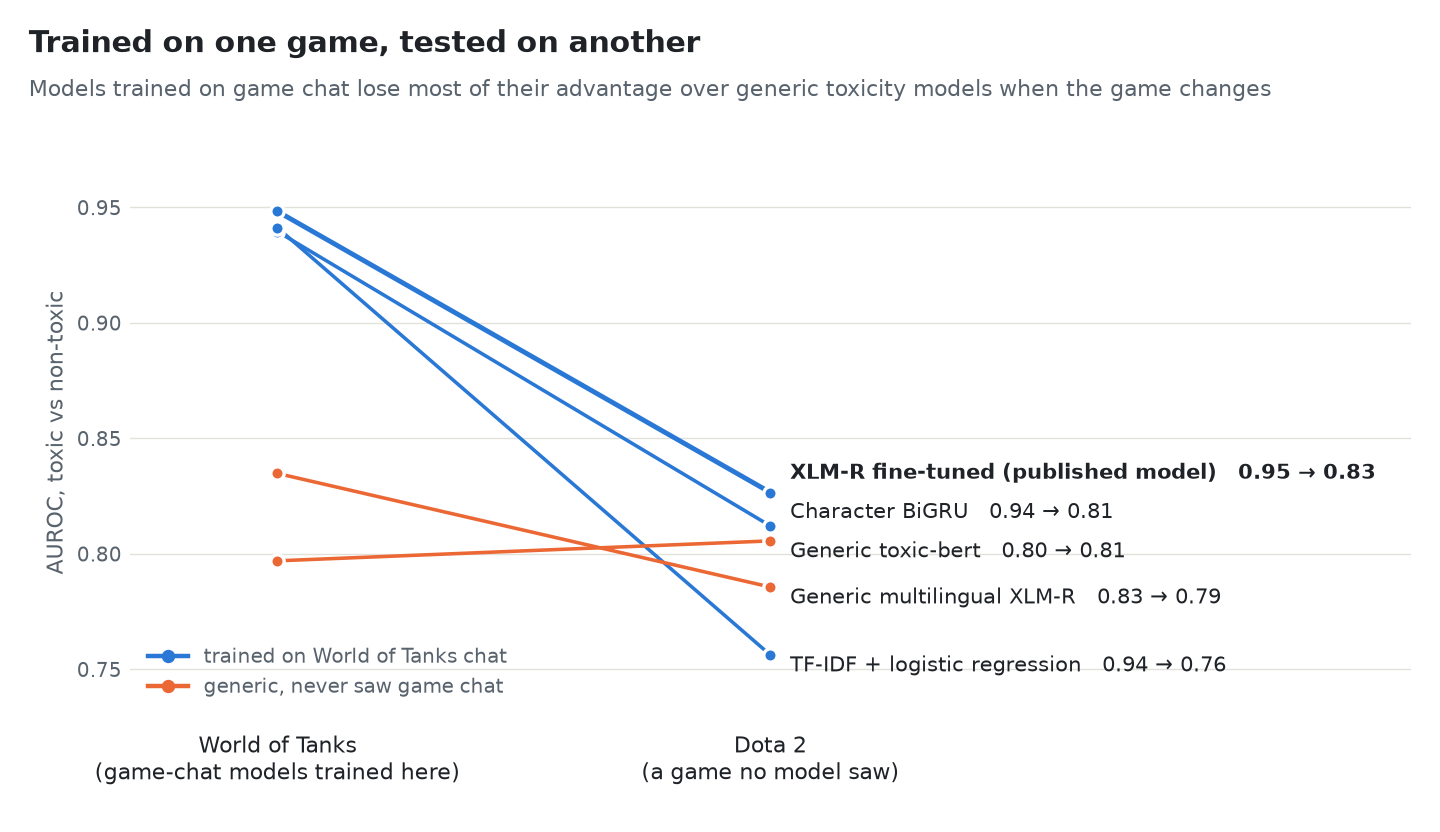 Trained on one game, tested on another
Models trained on game chat lose most of their advantage over generic toxicity models when the game changes
AUROC, toxic vs non-toxic
0.95
0.90
0.85
0.80
0.75
XLM-R fine-tuned (published model) 0.95 → 0.83
Character BiGRU 0.94 → 0.81
Generic toxic-bert 0.80 → 0.81
Generic multilingual XLM-R 0.83 → 0.79
TF-IDF + logistic regression 0.94 → 0.76
trained on World of Tanks chat
generic, never saw game chat
World of Tanks
(game-chat models trained here)
Dota 2
(a game no model saw)